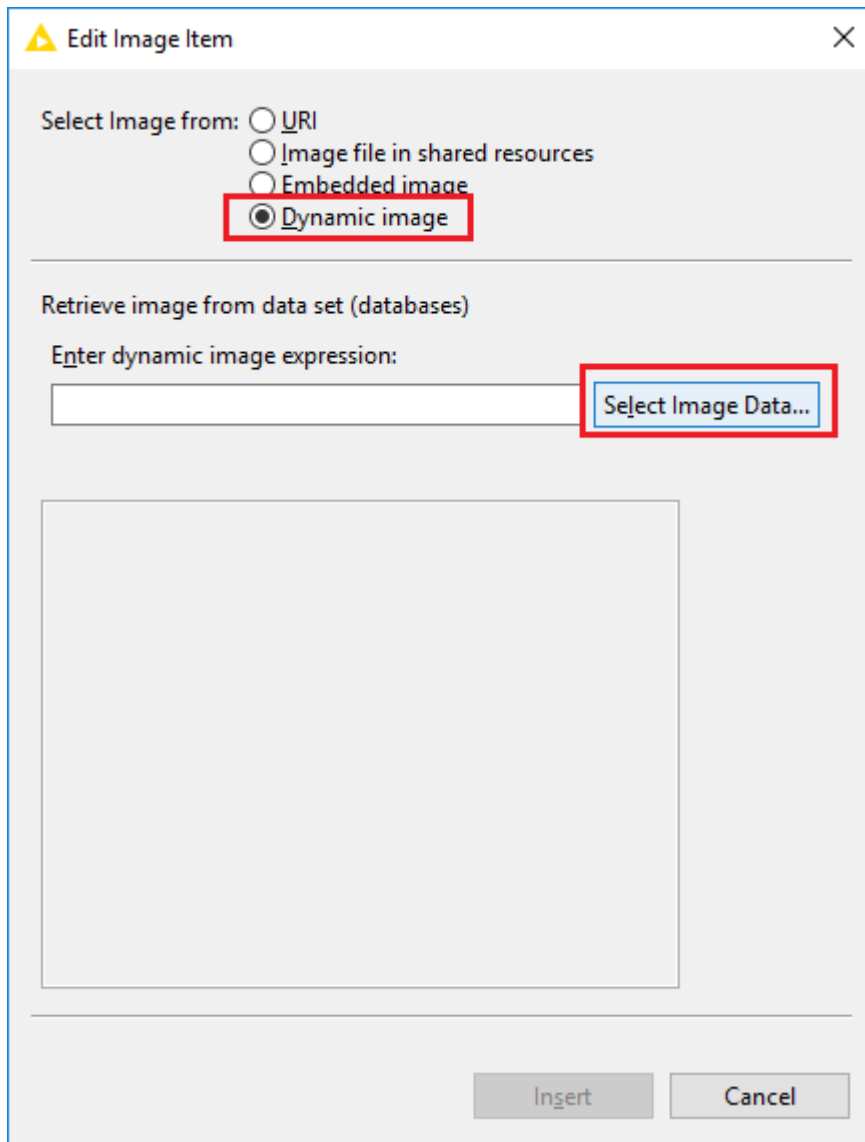 Edit Image Item
Select Image from: URI
Image file in shared resources
Embedded image
Dynamic image
Retrieve image from data set (databases)
Enter dynamic image expression:
Select Image Data...
Insert
Cancel